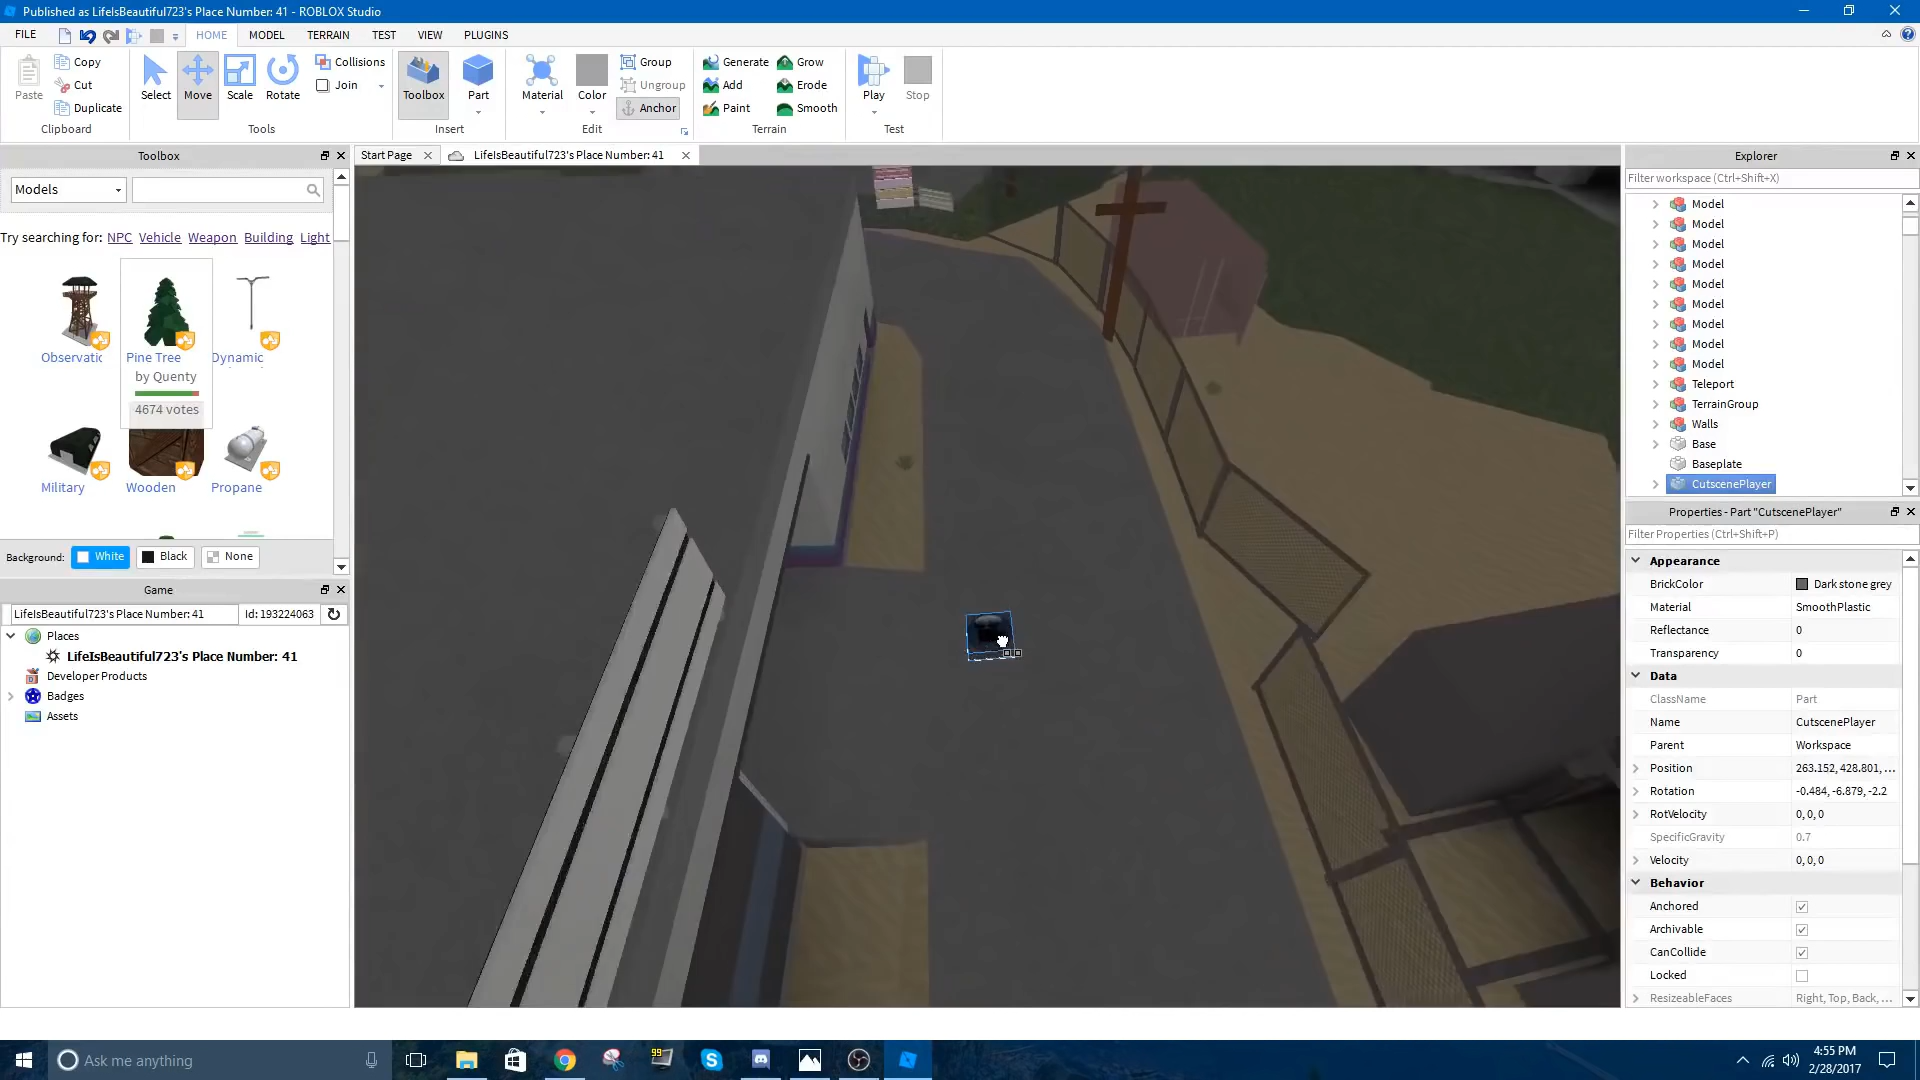 Published as LifeIsBeautiful723's Place Number: 41 - ROBLOX Studio
FILE HOME MODEL TERRAIN TEST VIEW PLUGINS
Paste Copy Cut Duplicate
Clipboard
Select Move Scale Rotate Collisions Join
Tools
Toolbox Part
Insert
Material Color Group Ungroup Anchor
Edit
Generate Grow
Add Erode
Paint Smooth
Terrain
Play Stop
Test
Toolbox
Models
Try searching for: NPC Vehicle Weapon Building Light
Observatic Pine Tree Dynamic
by Quenty
4674 votes
Military Wooden Propane
Background: White Black None
Game
LifeIsBeautiful723's Place Number: 41 Id: 193224063
Places
LifeIsBeautiful723's Place Number: 41
Developer Products
Badges
Assets
Start Page LifeIsBeautiful723's Place Number: 41
Explorer
Filter workspace (Ctrl+Shift+X)
Model
Model
Model
Model
Model
Model
Model
Model
Model
Teleport
TerrainGroup
Walls
Base
Baseplate
CutscenePlayer
Properties - Part "CutscenePlayer"
Filter Properties (Ctrl+Shift+P)
Appearance
BrickColor Dark stone grey
Material SmoothPlastic
Reflectance 0
Transparency 0
Data
ClassName Part
Name CutscenePlayer
Parent Workspace
Position 263.152, 428.801, ...
Rotation -0.484, -6.879, -2.2
RotVelocity 0, 0, 0
SpecificGravity 0.7
Velocity 0, 0, 0
Behavior
Anchored
Archivable
CanCollide
Locked
ResizeableFaces Right, Top, Back, ...
Ask me anything
99
4:55 PM
2/28/2017